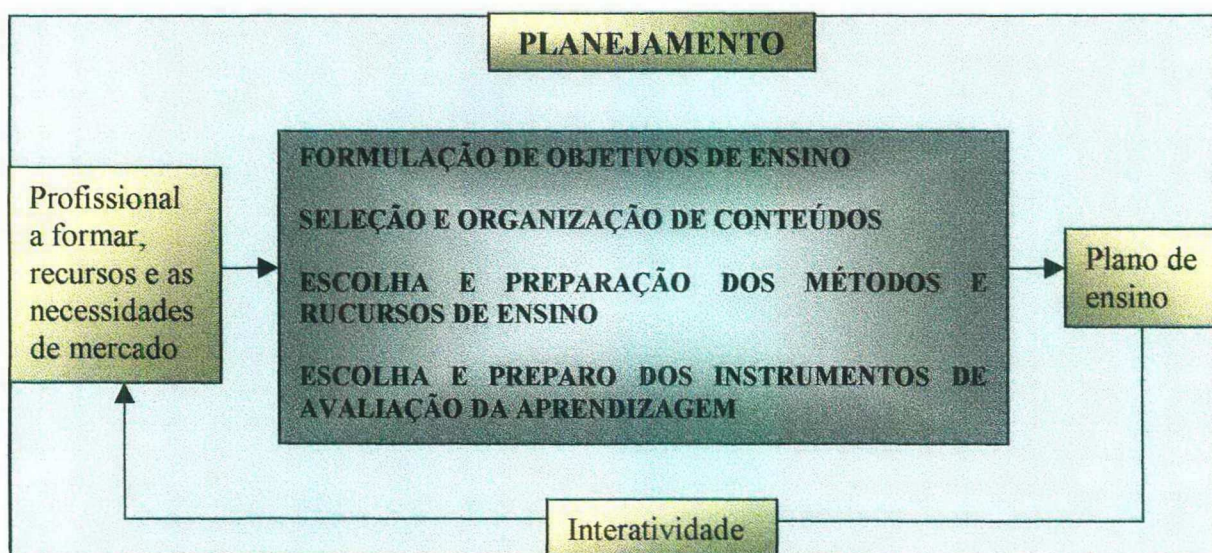 PLANEJAMENTO
Profissional
a formar,
recursos e as
necessidades
de mercado
FORMULAÇÃO DE OBJETIVOS DE ENSINO
SELEÇÃO E ORGANIZAÇÃO DE CONTEÚDOS
ESCOLHA E PREPARAÇÃO DOS MÉTODOS E
RUCURSOS DE ENSINO
ESCOLHA E PREPARO DOS INSTRUMENTOS DE
AVALIAÇÃO DA APRENDIZAGEM
Plano de
ensino
Interatividade